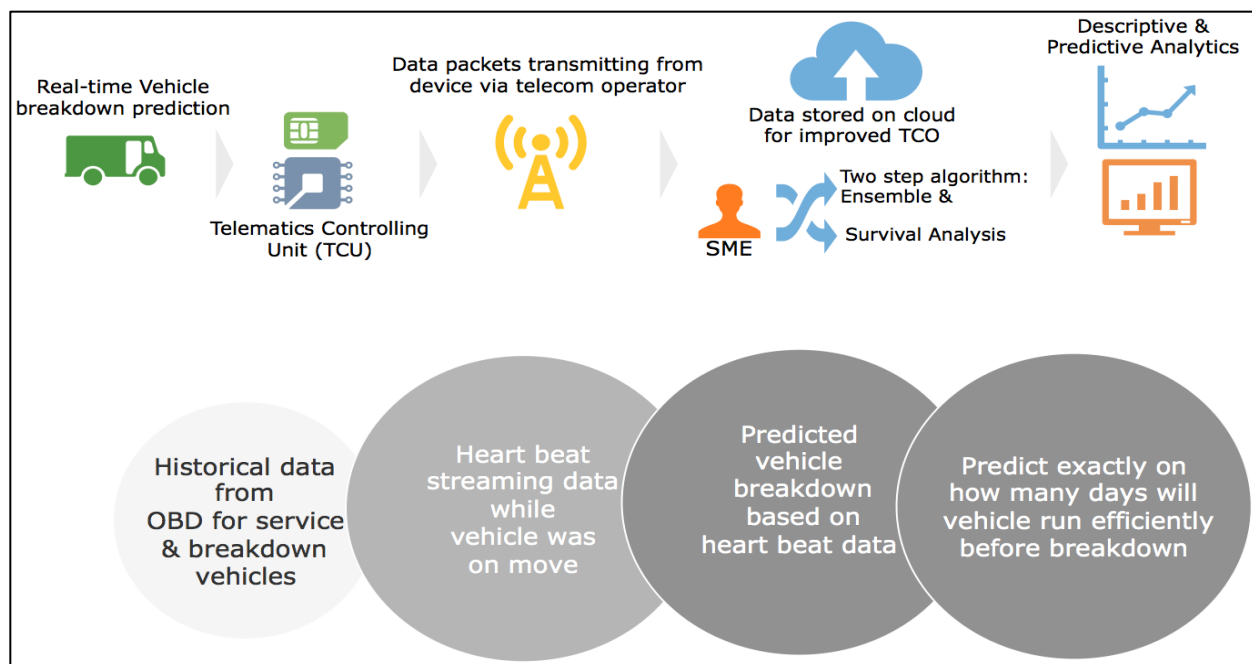 Real-time Vehicle
breakdown prediction
Telematics Controlling
Unit (TCU)
Data packets transmitting from
device via telecom operator
Data stored on cloud
for improved TCO
SME
Two step algorithm:
Ensemble &
Survival Analysis
Descriptive &
Predictive Analytics
Historical data
from
OBD for service
& breakdown
vehicles
Heart beat
streaming data
while
vehicle was
on move
Predicted
vehicle
breakdown
based on
heart beat data
Predict exactly on
how many days will
vehicle run efficiently
before breakdown